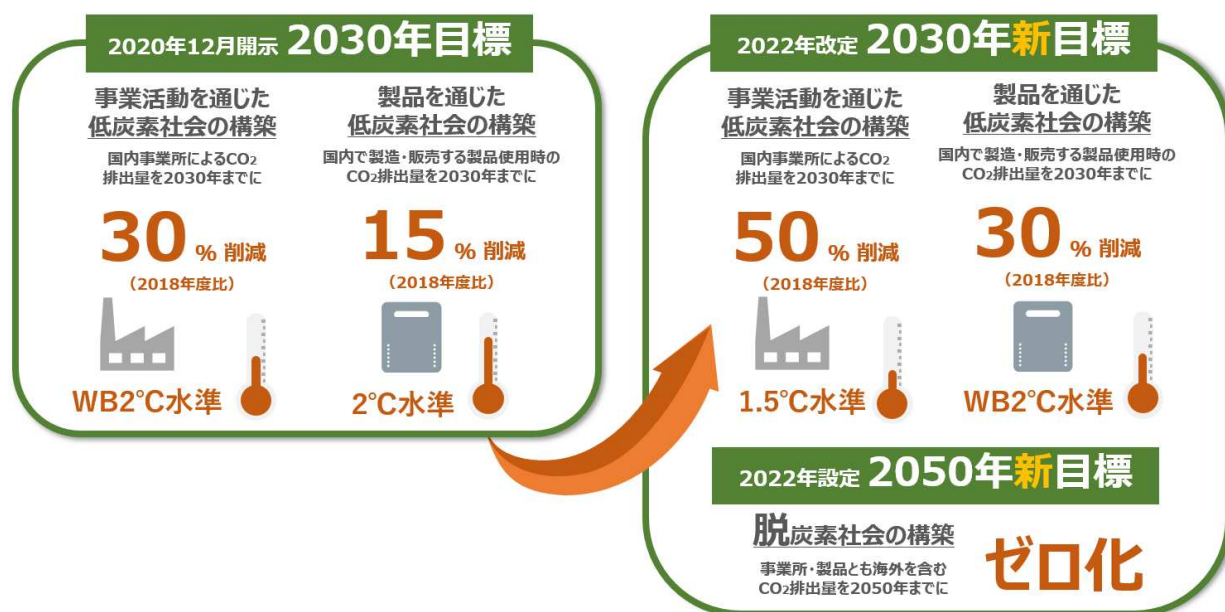 2020年12月開示 2030年目標
事業活動を通じた
低炭素社会の構築
国内事業所によるCO₂
排出量を2030年までに
30 % 削減
（2018年度比）
WB2℃水準
製品を通じた
低炭素社会の構築
国内で製造・販売する製品使用時の
CO₂排出量を2030年までに
15 % 削減
（2018年度比）
2℃水準
2022年改定 2030年新目標
事業活動を通じた
低炭素社会の構築
国内事業所によるCO₂
排出量を2030年までに
50 % 削減
（2018年度比）
1.5℃水準
製品を通じた
低炭素社会の構築
国内で製造・販売する製品使用時の
CO₂排出量を2030年までに
30 % 削減
（2018年度比）
WB2℃水準
2022年設定 2050年新目標
脱炭素社会の構築
事業所・製品とも海外を含む
CO₂排出量を2050年までに
ゼロ化